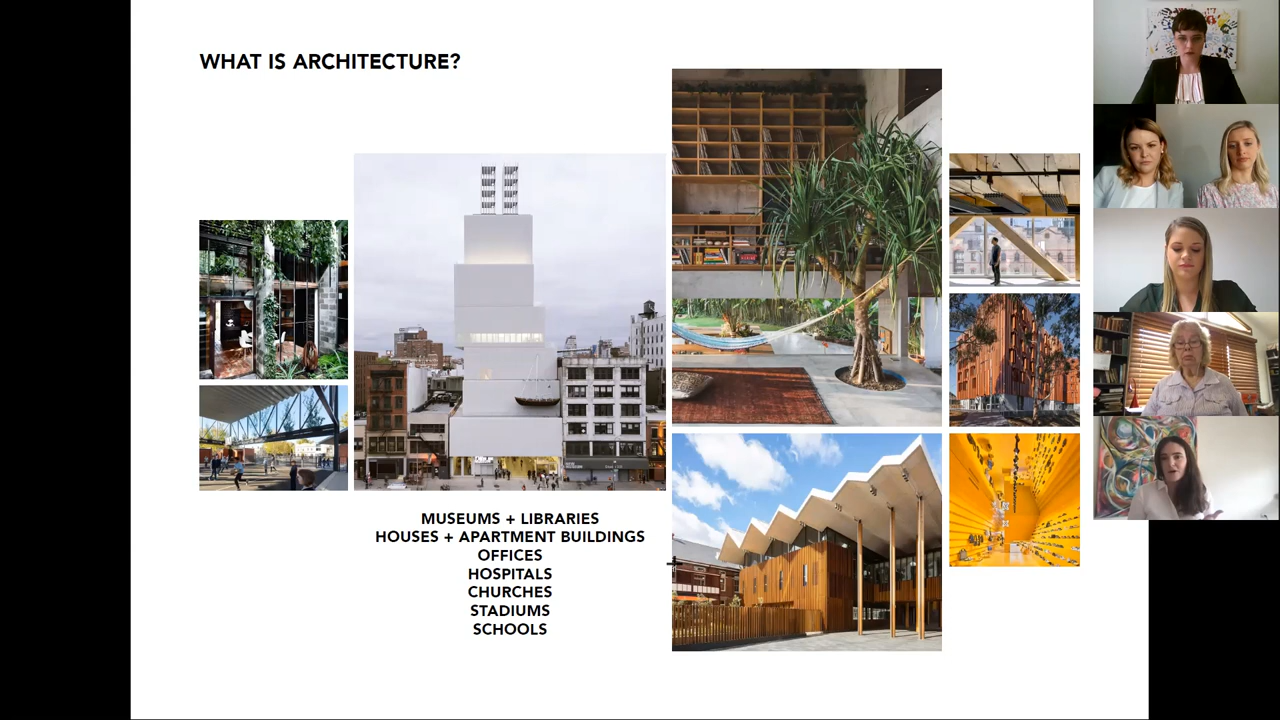 WHAT IS ARCHITECTURE?
MUSEUMS + LIBRARIES
HOUSES + APARTMENT BUILDINGS
OFFICES
HOSPITALS
CHURCHES
STADIUMS
SCHOOLS